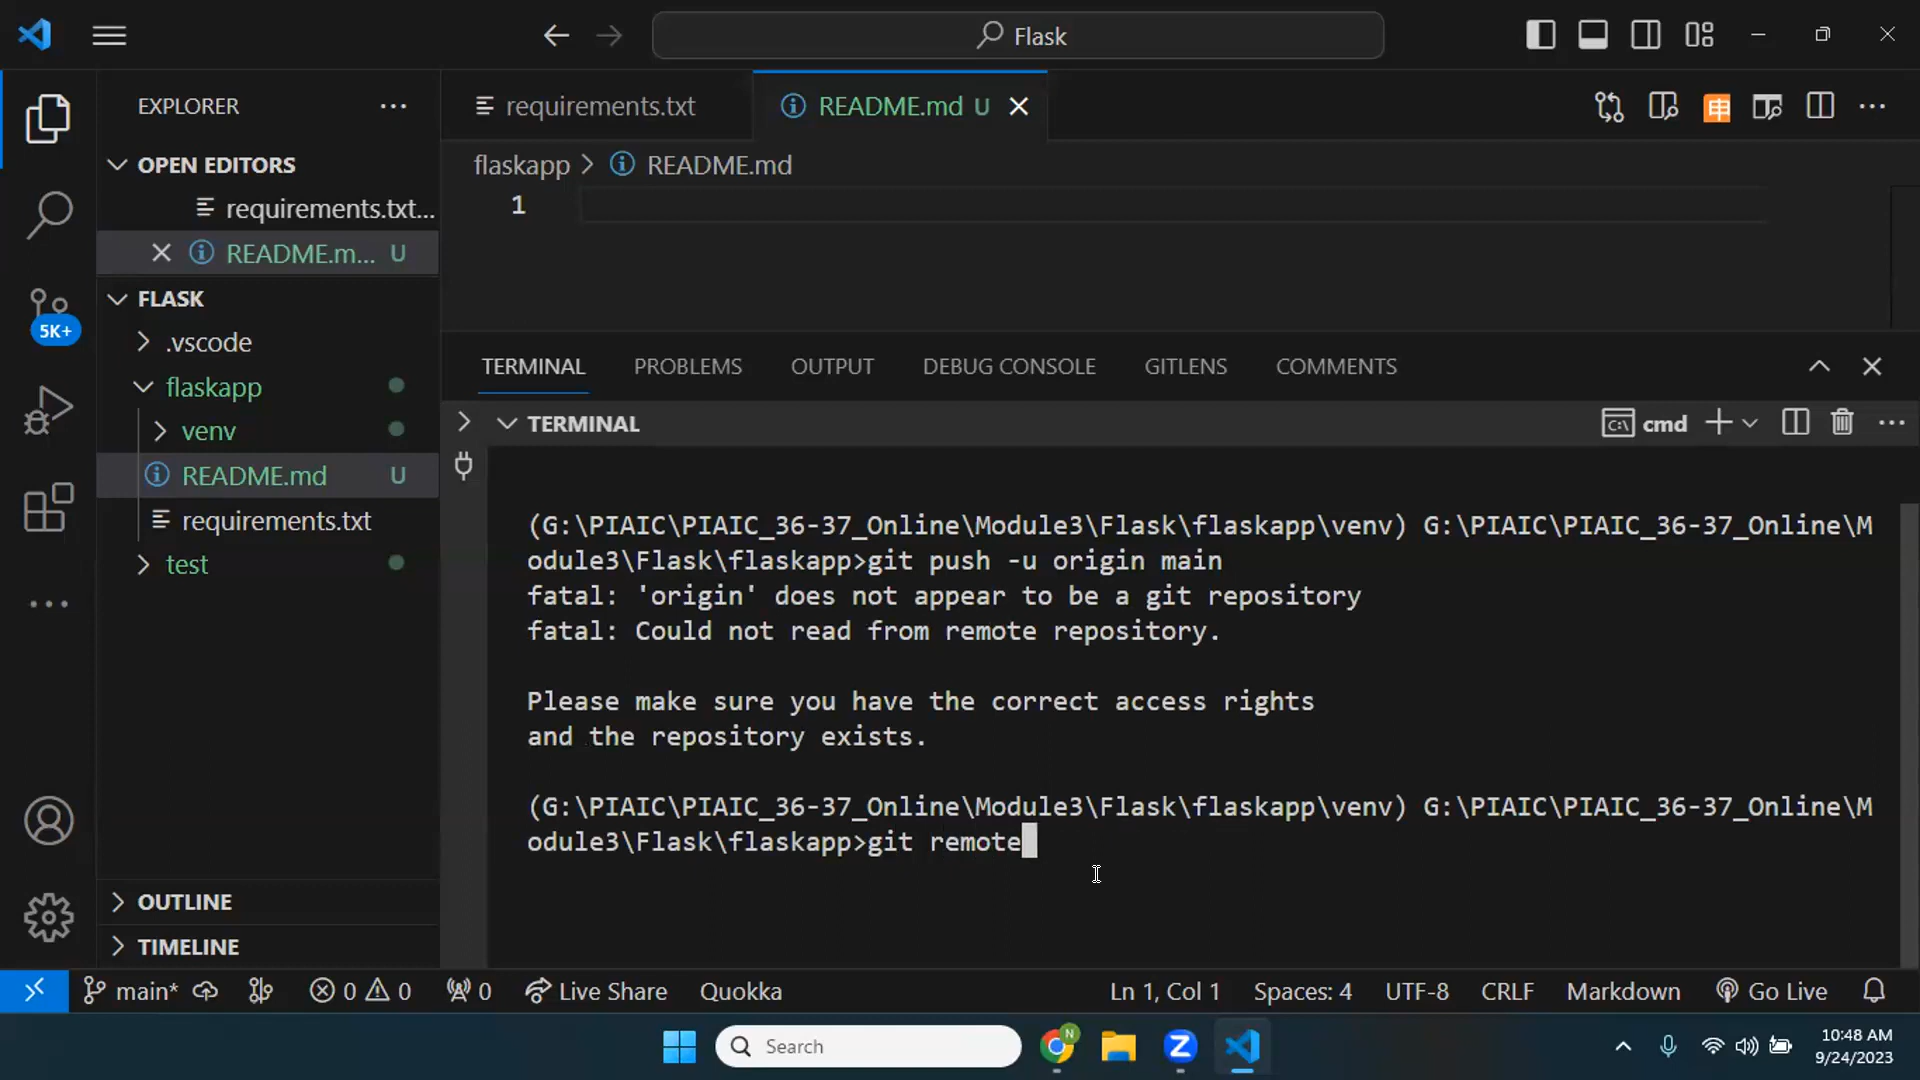 Flask
EXPLORER
requirements.txt
README.md U
OPEN EDITORS
requirements.txt...
README.m... U
flaskapp > README.md
1
FLASK
.vscode
flaskapp
venv
README.md U
requirements.txt
test
5K+
OUTLINE
TIMELINE
TERMINAL
PROBLEMS
OUTPUT
DEBUG CONSOLE
GITLENS
COMMENTS
TERMINAL
cmd
(G:\PIAIC\PIAIC_36-37_Online\Module3\Flask\flaskapp\venv) G:\PIAIC\PIAIC_36-37_Online\M
odule3\Flask\flaskapp>git push -u origin main
fatal: 'origin' does not appear to be a git repository
fatal: Could not read from remote repository.
Please make sure you have the correct access rights
and the repository exists.
(G:\PIAIC\PIAIC_36-37_Online\Module3\Flask\flaskapp\venv) G:\PIAIC\PIAIC_36-37_Online\M
odule3\Flask\flaskapp>git remote
main*
0
0
0
Live Share
Quokka
Ln 1, Col 1
Spaces: 4
UTF-8
CRLF
Markdown
Go Live
Search
N
10:48 AM
9/24/2023